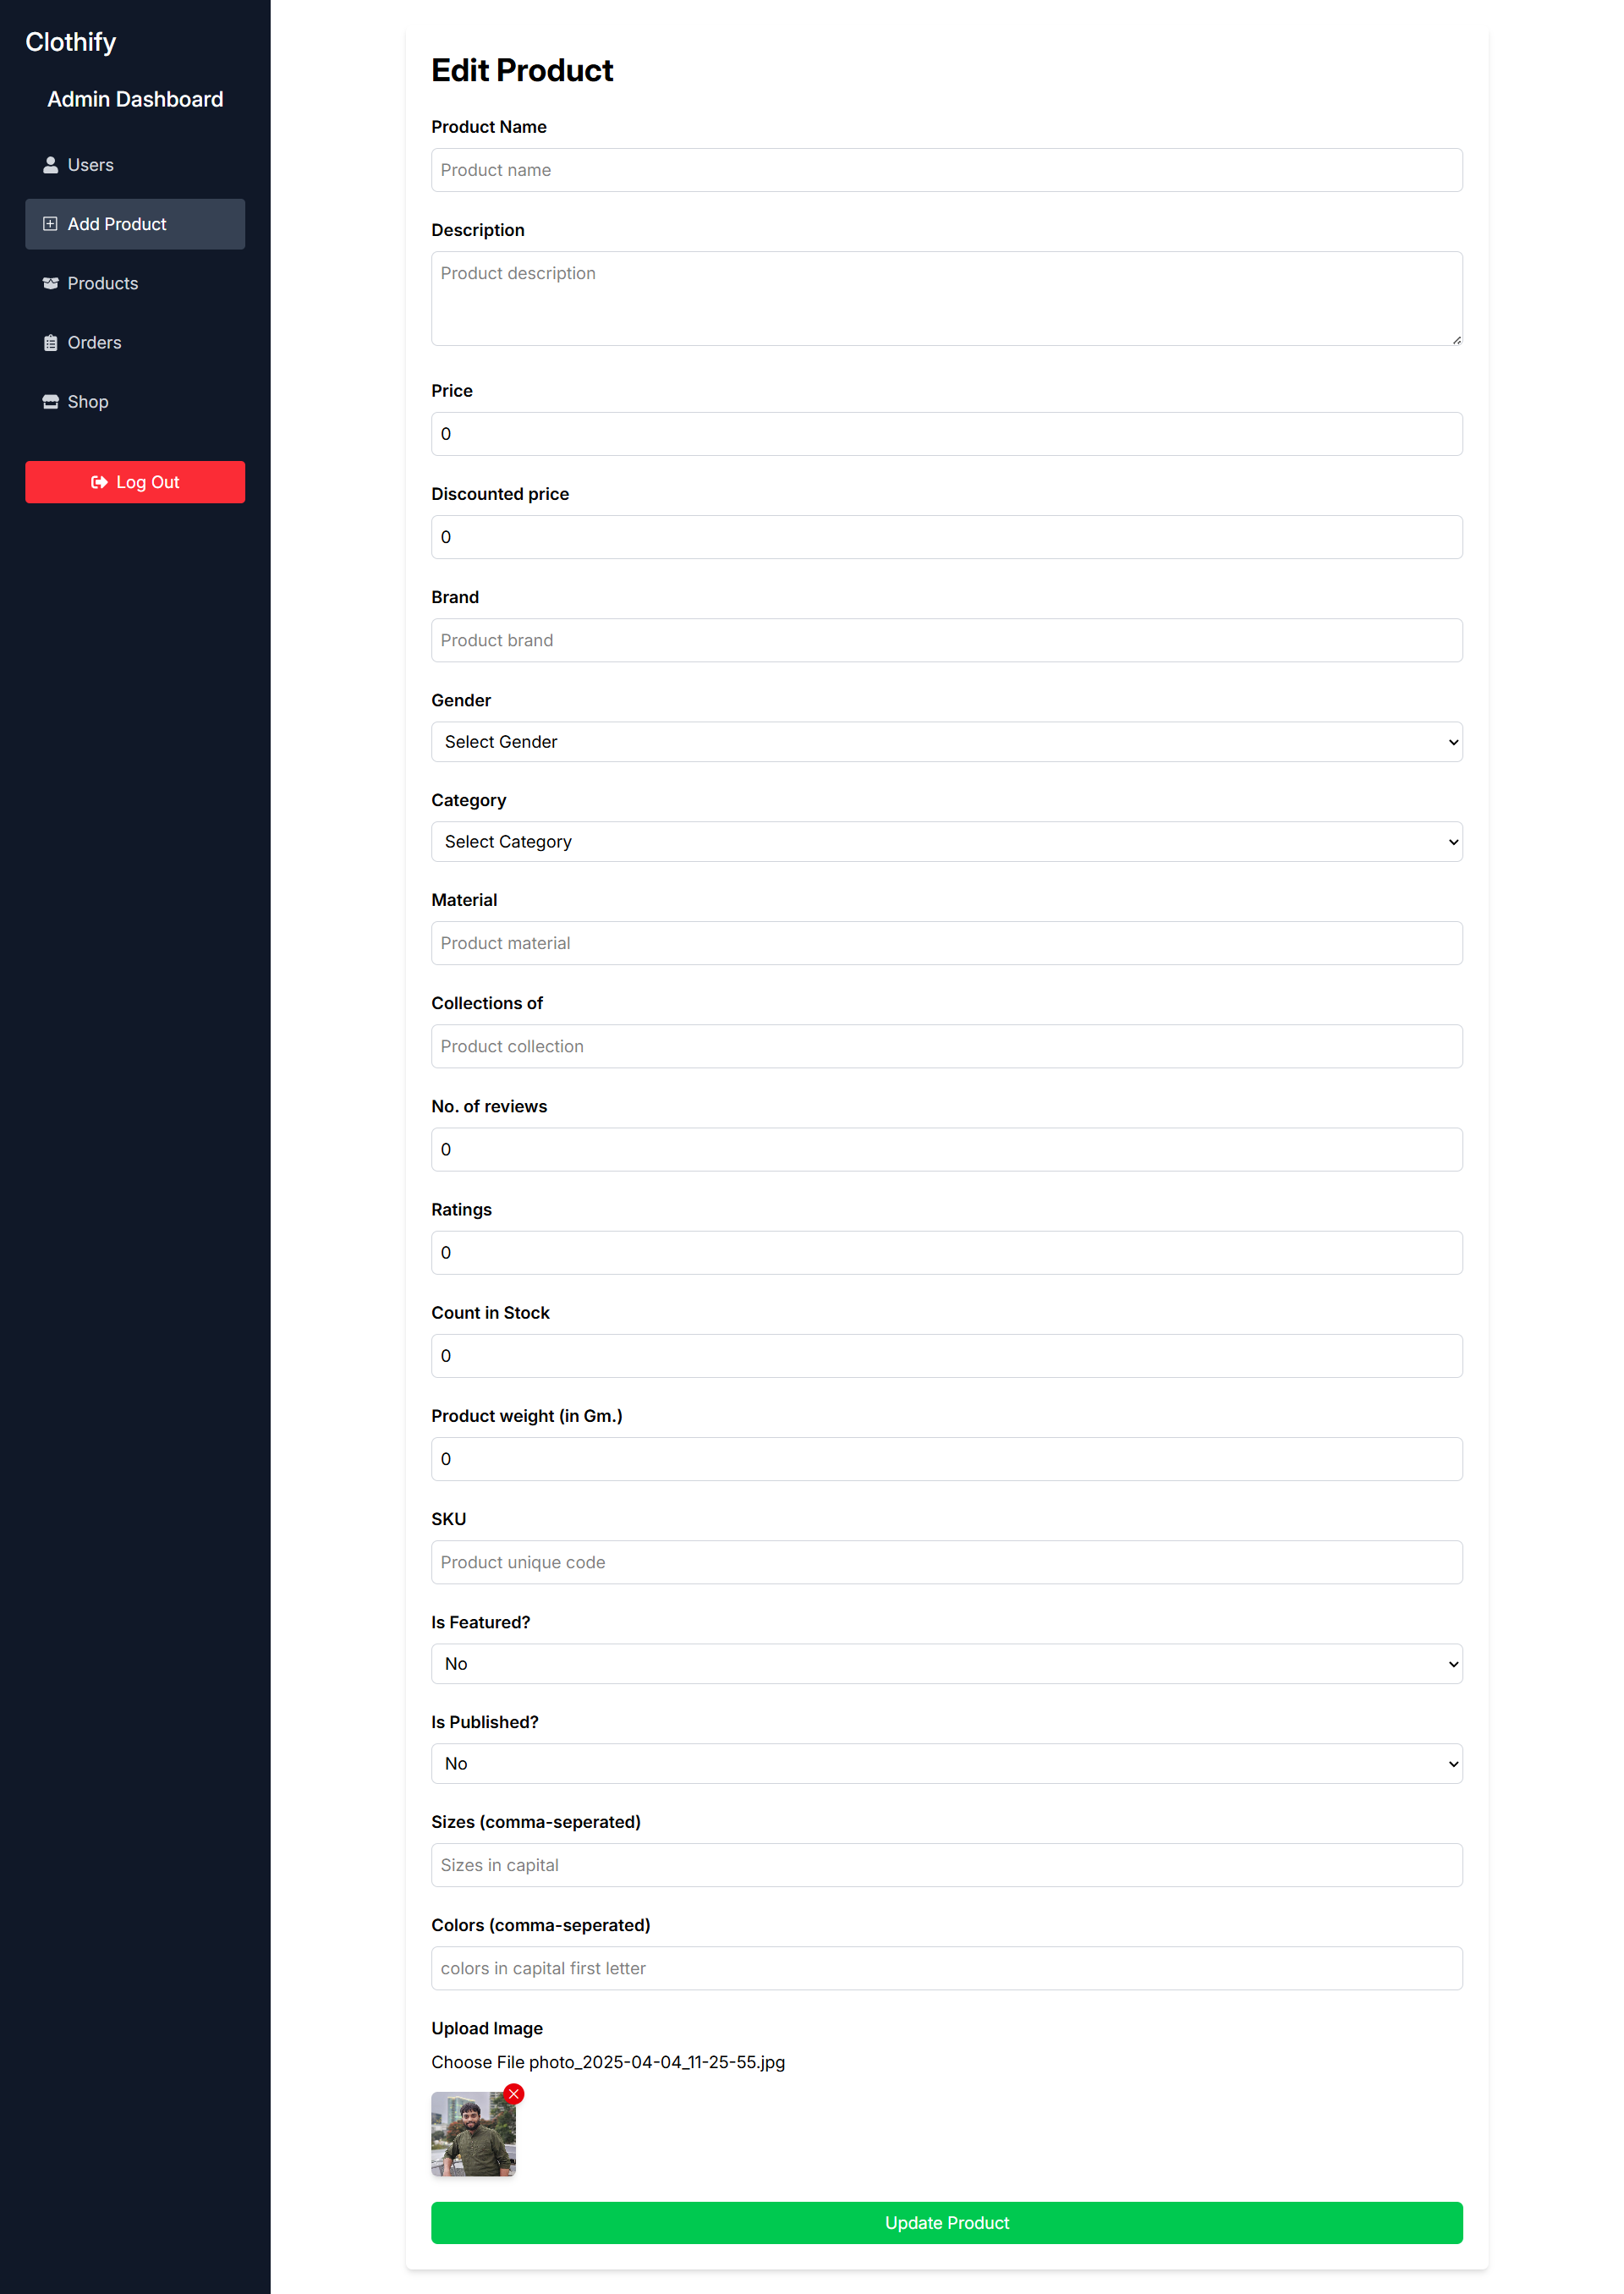 Clothify
Admin Dashboard
Users
Add Product
Products
Orders
Shop
Log Out
Edit Product
Product Name
Product name
Description
Product description
Price
0
Discounted price
0
Brand
Product brand
Gender
Select Gender
Category
Select Category
Material
Product material
Collections of
Product collection
No. of reviews
0
Ratings
0
Count in Stock
0
Product weight (in Gm.)
0
SKU
Product unique code
Is Featured?
No
Is Published?
No
Sizes (comma-seperated)
Sizes in capital
Colors (comma-seperated)
colors in capital first letter
Upload Image
Choose File photo_2025-04-04_11-25-55.jpg
Update Product